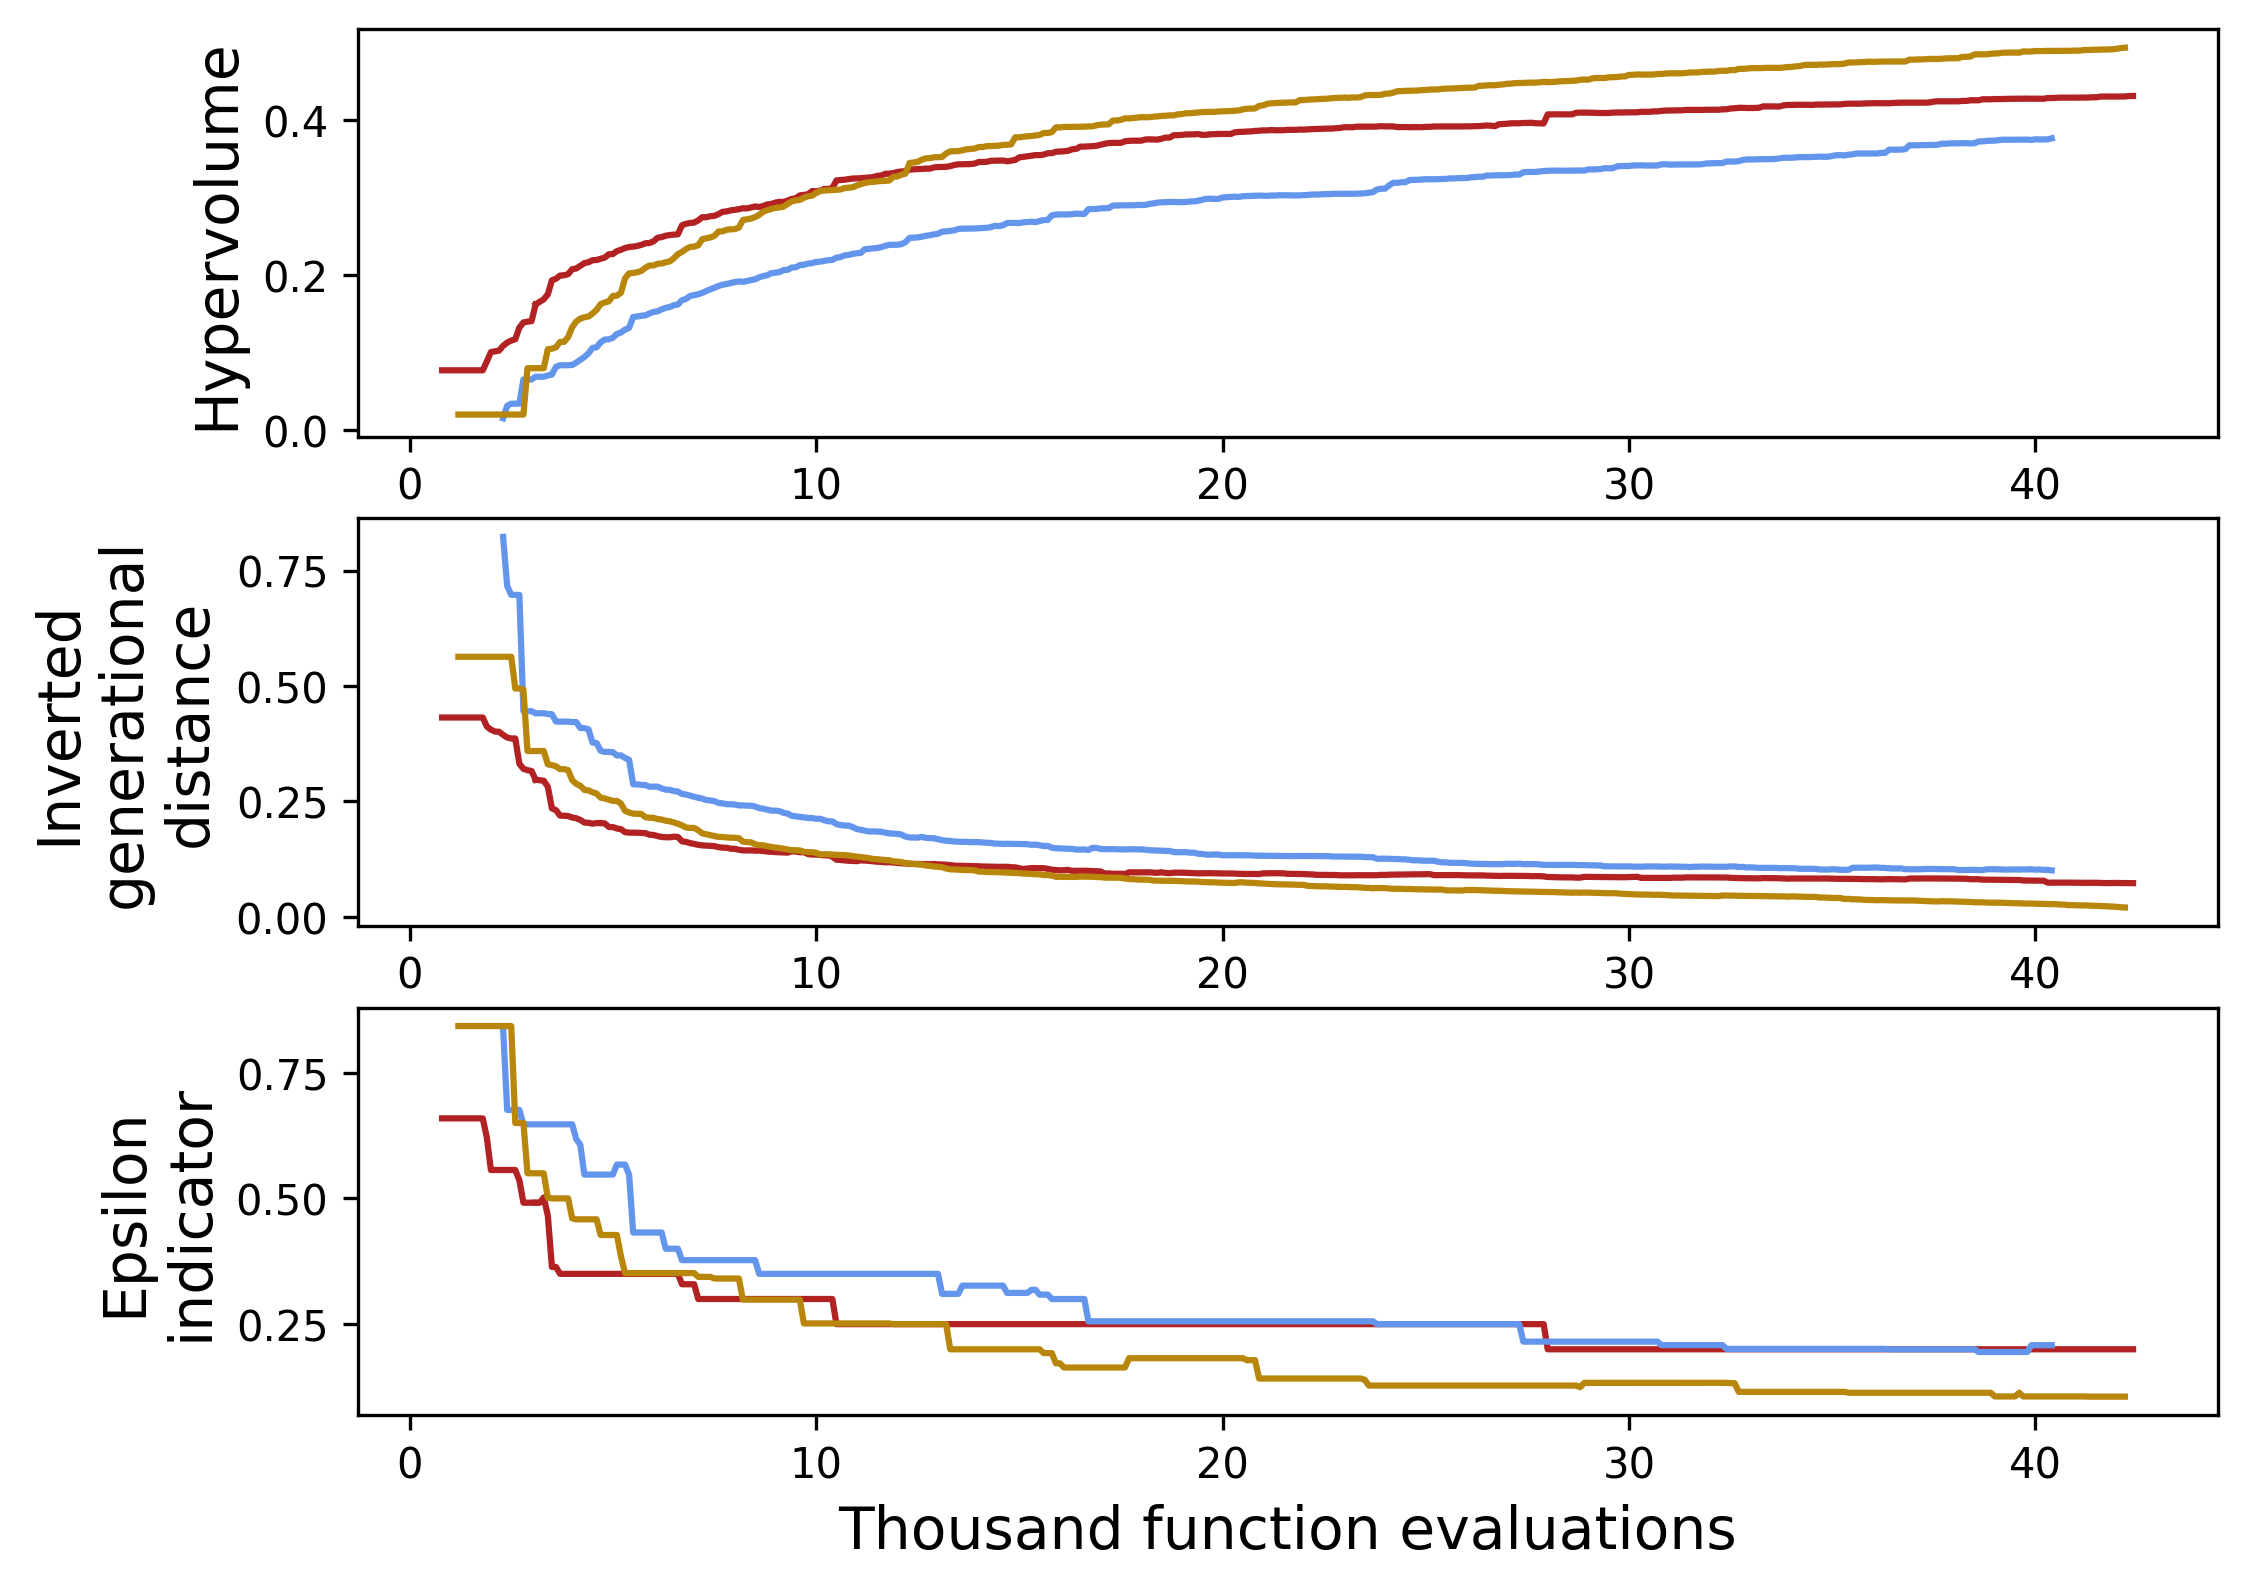 Hypervolume
0.4
0.2
0.0
0 10 20 30 40
Inverted
generational
distance
0.75
0.50
0.25
0.00
0 10 20 30 40
Epsilon
indicator
0.75
0.50
0.25
0 10 20 30 40
Thousand function evaluations